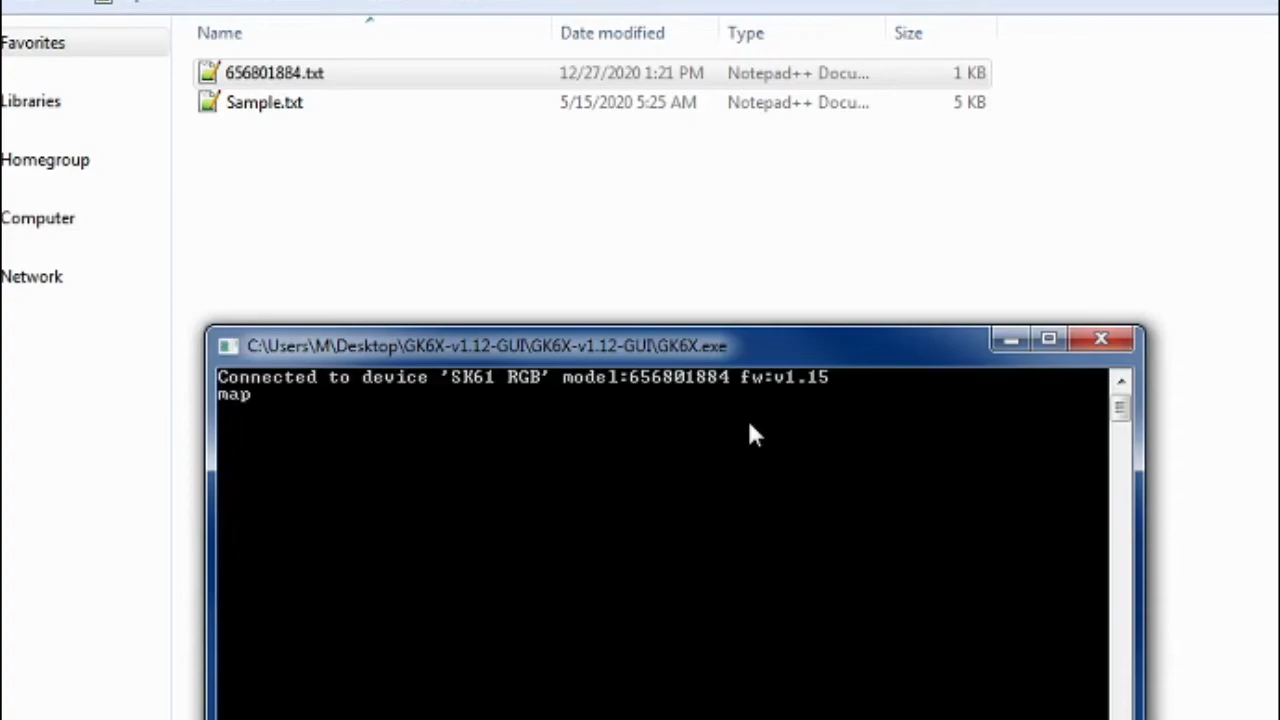 Name Date modified Type Size
Favorites
656801884.txt 12/27/2020 1:21 PM Notepad++ Docu... 1 KB
Libraries
Sample.txt 5/15/2020 5:25 AM Notepad++ Docu... 5 KB
Homegroup
Computer
Network
C:\Users\M\Desktop\GK6X-v1.12-GUI\GK6X-v1.12-GUI\GK6X.exe
Connected to device 'SK61 RGB' model:656801884 fw:v1.15
map